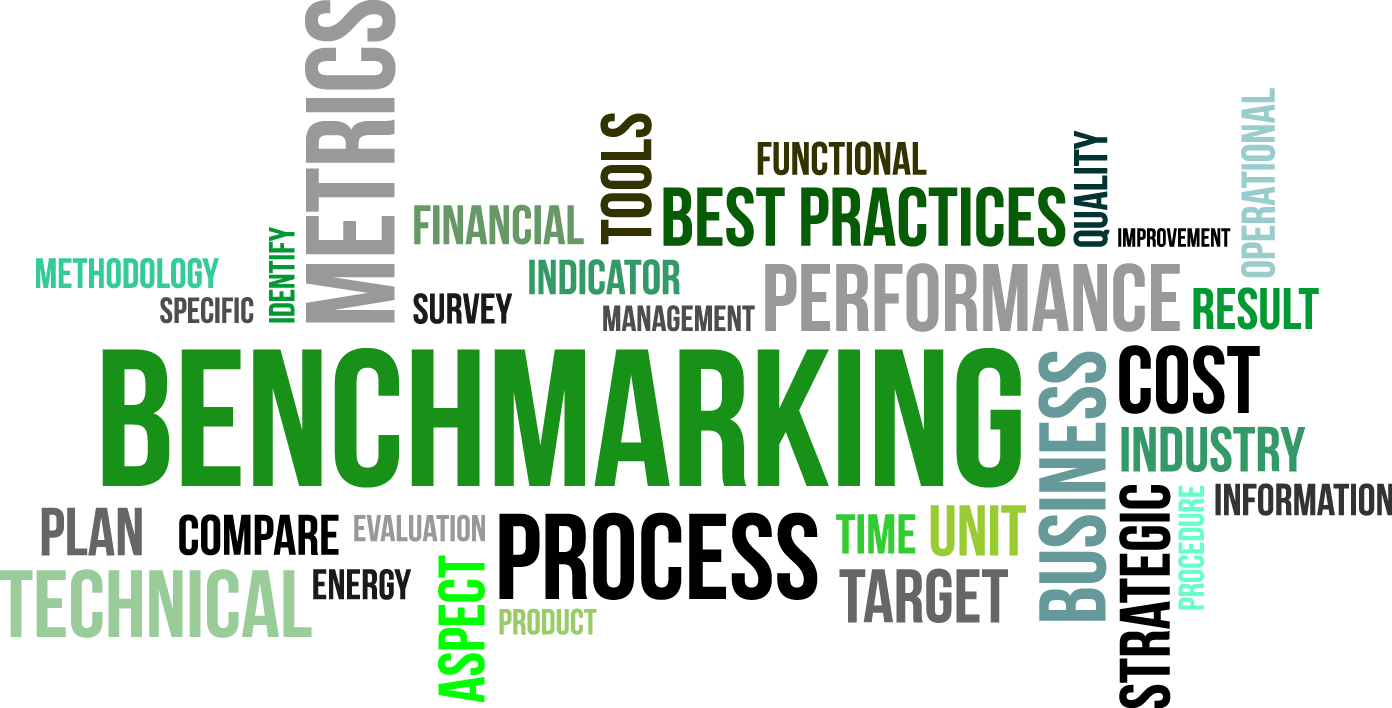 METRICS
OPERATIONAL
TOOLS
FUNCTIONAL
QUALITY
BEST PRACTICES
FINANCIAL
IMPROVEMENT
IDENTIFY
METHODOLOGY
INDICATOR
PERFORMANCE
SPECIFIC
SURVEY
MANAGEMENT
RESULT
BENCHMARKING
BUSINESS
COST
INDUSTRY
STRATEGIC
PROCEDURE
INFORMATION
PLAN
COMPARE
EVALUATION
PROCESS
TIME
UNIT
TECHNICAL
ENERGY
ASPECT
TARGET
PRODUCT